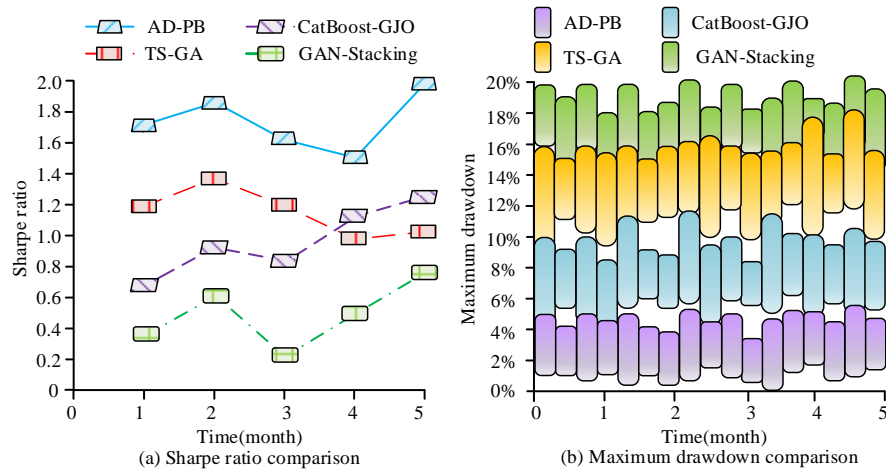 AD-PB
CatBoost-GJO
TS-GA
GAN-Stacking
2.0
1.8
1.6
1.4
1.2
1.0
0.8
0.6
0.4
0.2
0
Sharpe ratio
0
1
2
3
4
5
Time(month)
(a) Sharpe ratio comparison
AD-PB
CatBoost-GJO
TS-GA
GAN-Stacking
20%
18%
16%
14%
12%
10%
8%
6%
4%
2%
0%
Maximum drawdown
0
1
2
3
4
5
Time(month)
(b) Maximum drawdown comparison